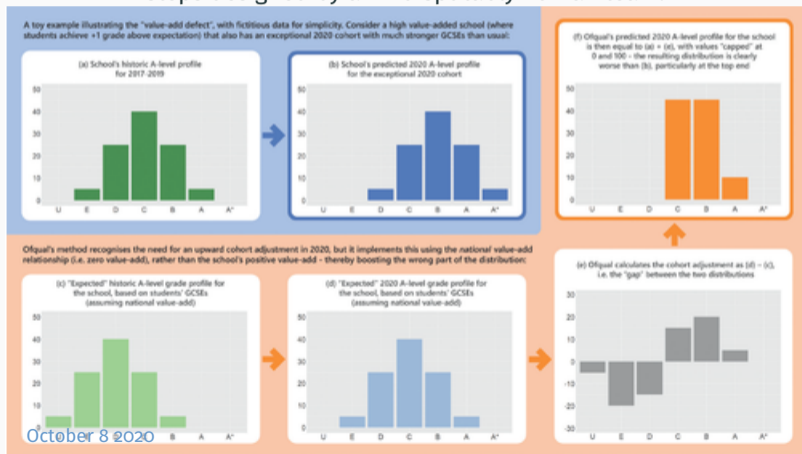 A toy example illustrating the "value-add defect", with fictitious data for simplicity. Consider a high value-added school (where
students achieve +1 grade above expectation) that also has an exceptional 2020 cohort with much stronger GCSEs than usual:
(a) School's historic A-level profile
for 2017-2019
50
40
30
20
10
0
U E D C B A A*
(b) School's predicted 2020 A-level profile
for the exceptional 2020 cohort
50
40
30
20
10
0
U E D C B A A*
(f) Ofqual's predicted 2020 A-level profile for the school
is then equal to (a) + (e), with values "capped" at
0 and 100 - the resulting distribution is clearly
worse than (b), particularly at the top end
50
40
30
20
10
0
U E D C B A A*
Ofqual's method recognises the need for an upward cohort adjustment in 2020, but it implements this using the national value-add
relationship (i.e. zero value-add), rather than the school's positive value-add - thereby boosting the wrong part of the distribution:
(c) "Expected" historic A-level grade profile for
the school, based on students' GCSEs
(assuming national value-add)
50
40
30
20
10
0
B A A*
(d) "Expected" 2020 A-level grade profile for
the school, based on students' GCSEs
(assuming national value-add)
50
40
30
20
10
0
U E D C B A A*
(e) Ofqual calculates the cohort adjustment as (d) - (c),
i.e. the "gap" between the two distributions
30
20
10
0
-10
-20
-30
U E D C B A A*
October 8 2020